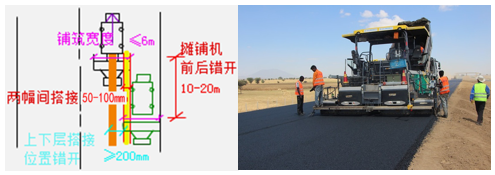 铺筑宽度 ≤6m
摊铺机
前后错开
10-20m
两幅间搭接 50-100mm
上下层搭接
位置错开 ≥200mm